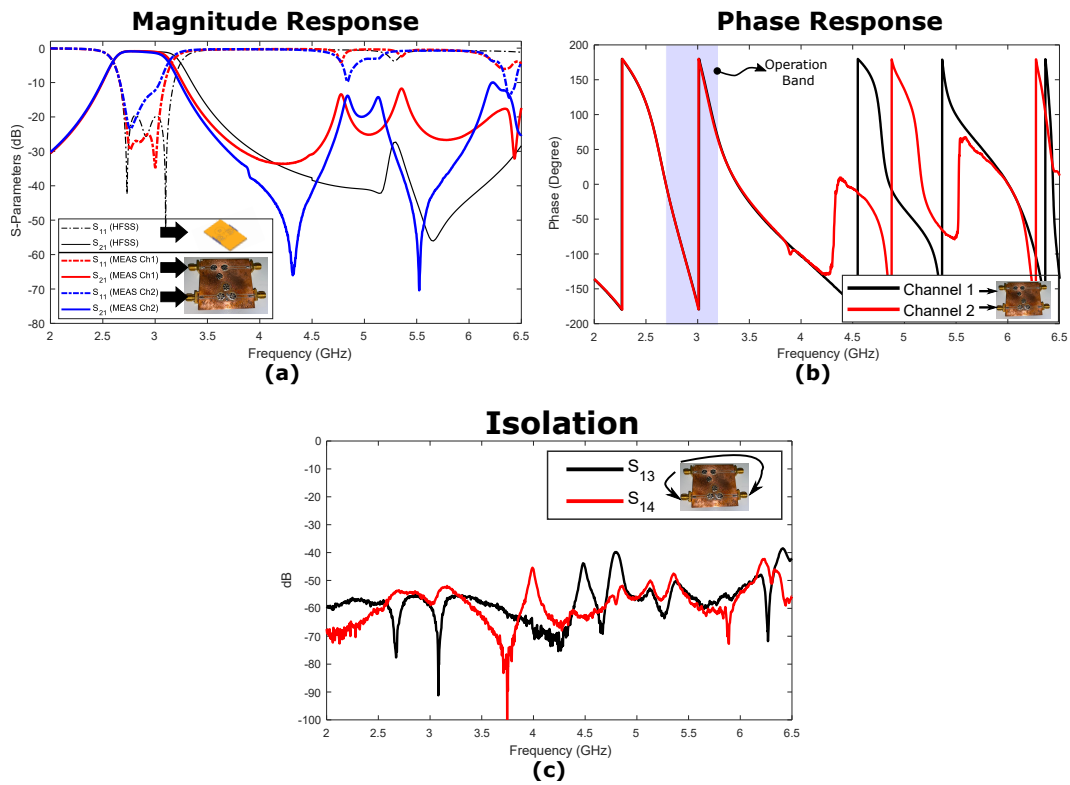 Magnitude Response
S-Parameters (dB)
0
-10
-20
-30
-40
-50
-60
-70
-80
S11 (HFSS)
S21 (HFSS)
S11 (MEAS Ch1)
S21 (MEAS Ch1)
S11 (MEAS Ch2)
S21 (MEAS Ch2)
2 2.5 3 3.5 4 4.5 5 5.5 6 6.5
Frequency (GHz)
(a)
Phase Response
Phase (Degree)
200
150
100
50
0
-50
-100
-150
-200
Operation
Band
Channel 1
Channel 2
2 2.5 3 3.5 4 4.5 5 5.5 6 6.5
Frequency (GHz)
(b)
Isolation
dB
0
-10
-20
-30
-40
-50
-60
-70
-80
-90
-100
S13
S14
2 2.5 3 3.5 4 4.5 5 5.5 6 6.5
Frequency (GHz)
(c)